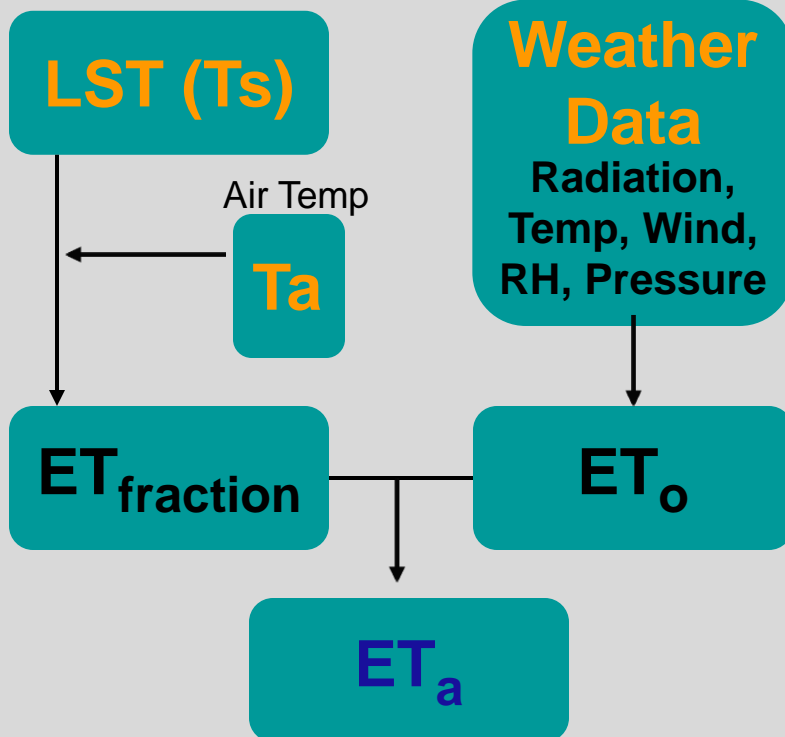 LST (Ts)
Weather
Data
Radiation,
Temp, Wind,
RH, Pressure
Air Temp
Ta
ETfraction
ETo
ETa